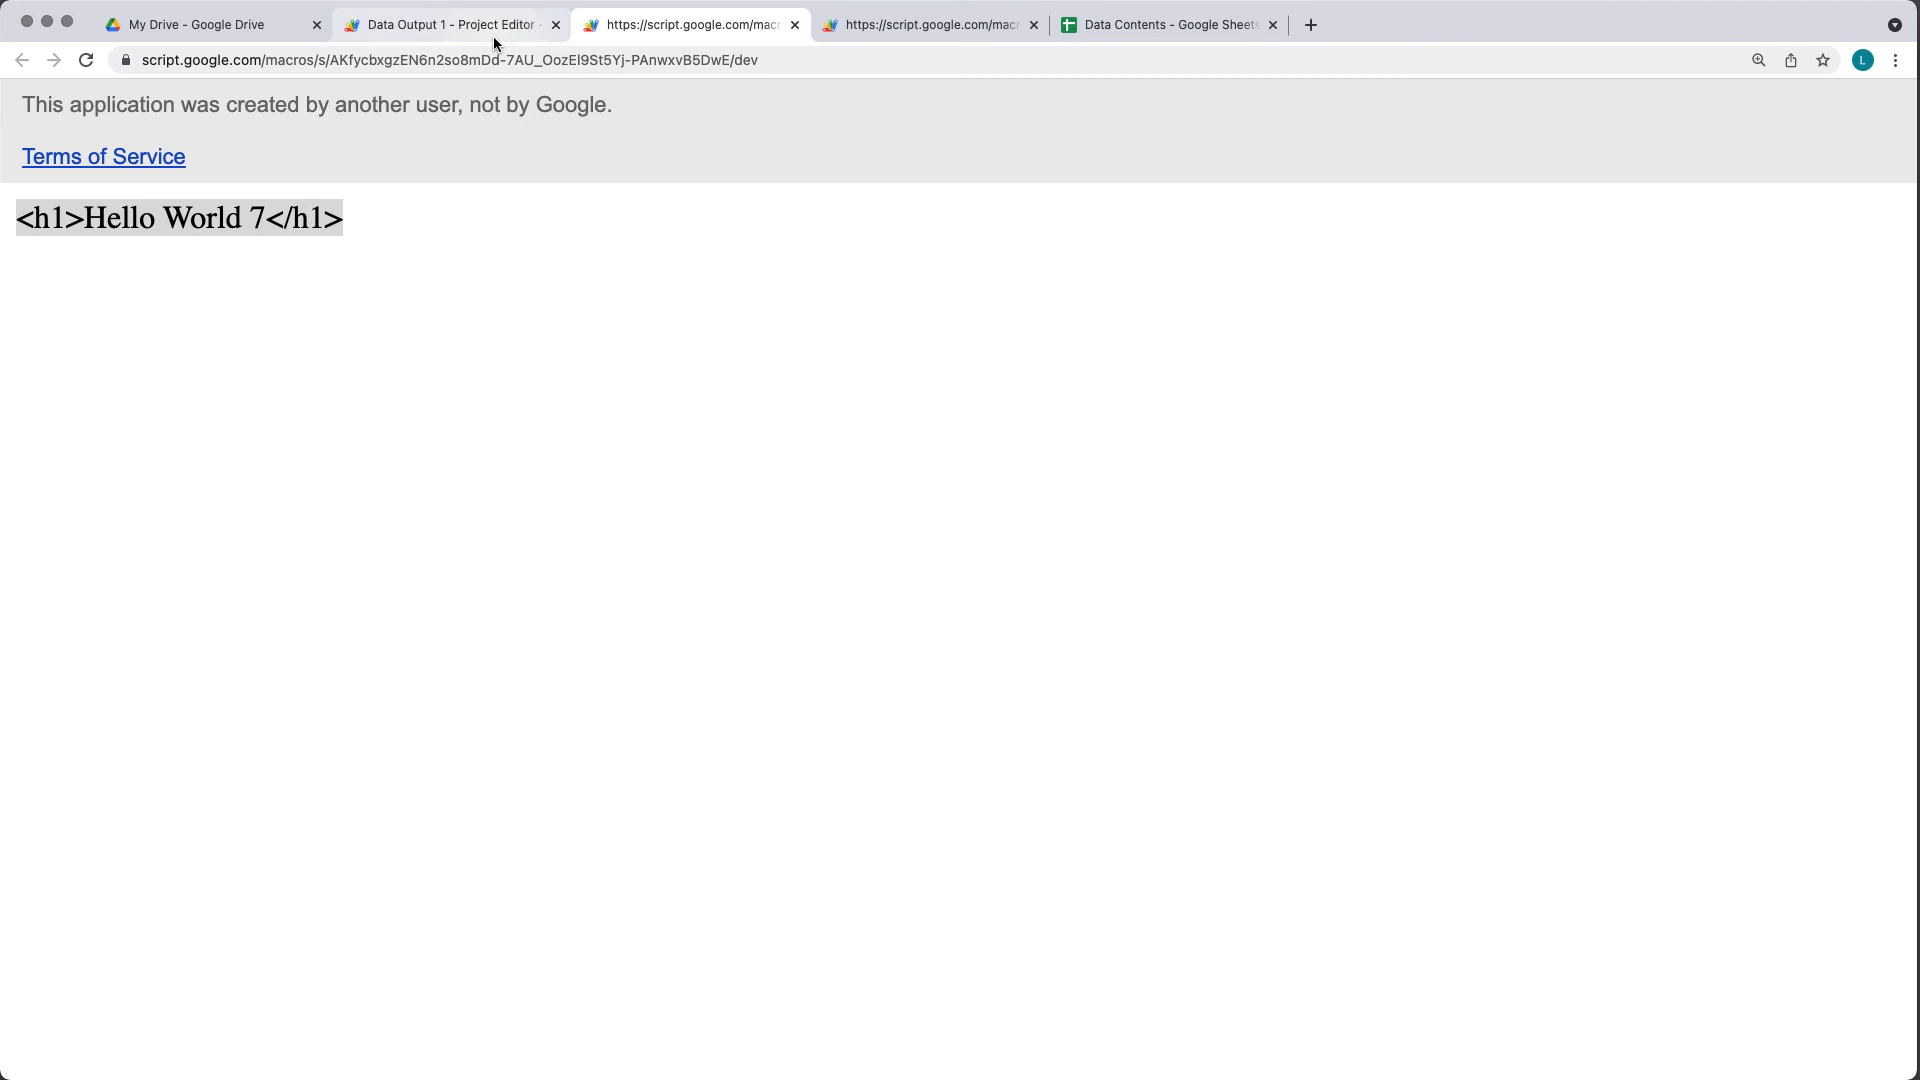 My Drive - Google Drive
Data Output 1 - Project Editor -
https://script.google.com/macr
https://script.google.com/macr
Data Contents - Google Sheets
script.google.com/macros/s/AKfycbxgzEN6n2so8mDd-7AU_OozEl9St5Yj-PAnwxvB5DwE/dev
L
This application was created by another user, not by Google.
Terms of Service
<h1>Hello World 7</h1>